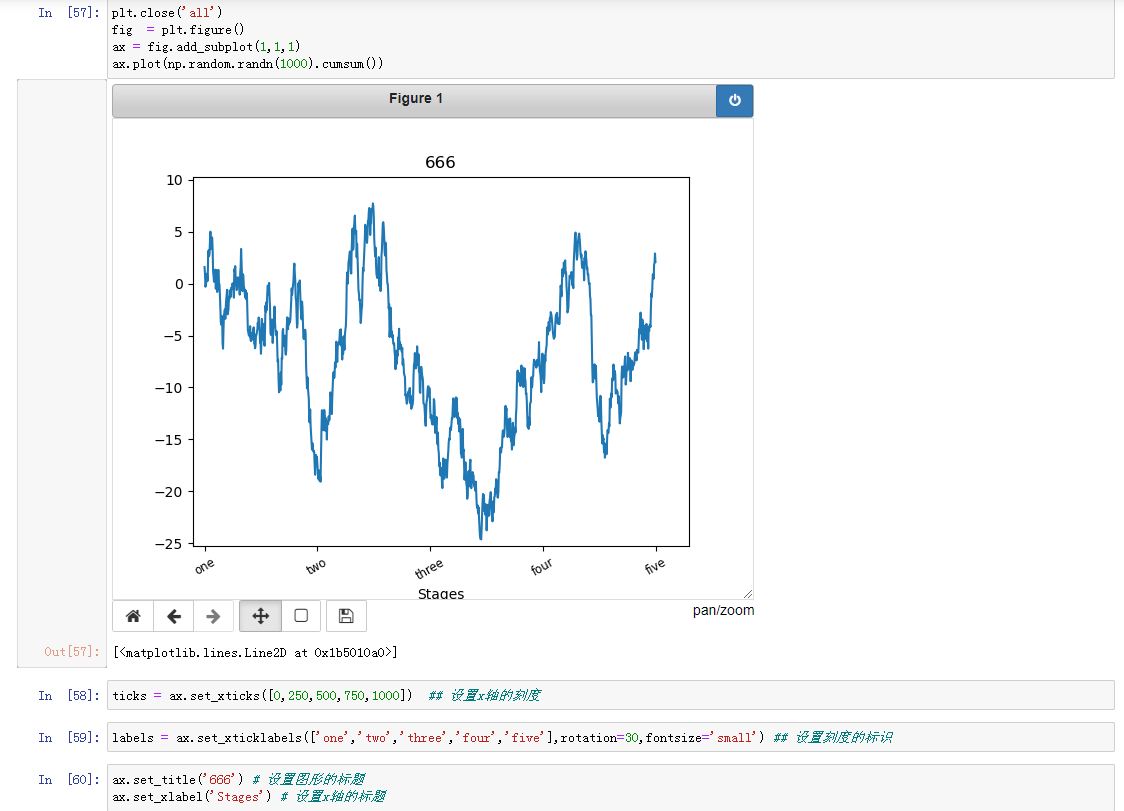 In [57]: plt.close('all')
fig = plt.figure()
ax = fig.add_subplot(1,1,1)
ax.plot(np.random.randn(1000).cumsum())
Figure 1
666
10
5
0
−5
−10
−15
−20
−25
one two three four five
Stages
pan/zoom
Out[57]: [<matplotlib.lines.Line2D at 0x1b5010a0>]
In [58]: ticks = ax.set_xticks([0,250,500,750,1000]) ## 设置x轴的刻度
In [59]: labels = ax.set_xticklabels(['one','two','three','four','five'],rotation=30,fontsize='small') ## 设置刻度的标识
In [60]: ax.set_title('666') # 设置图形的标题
ax.set_xlabel('Stages') # 设置x轴的标题